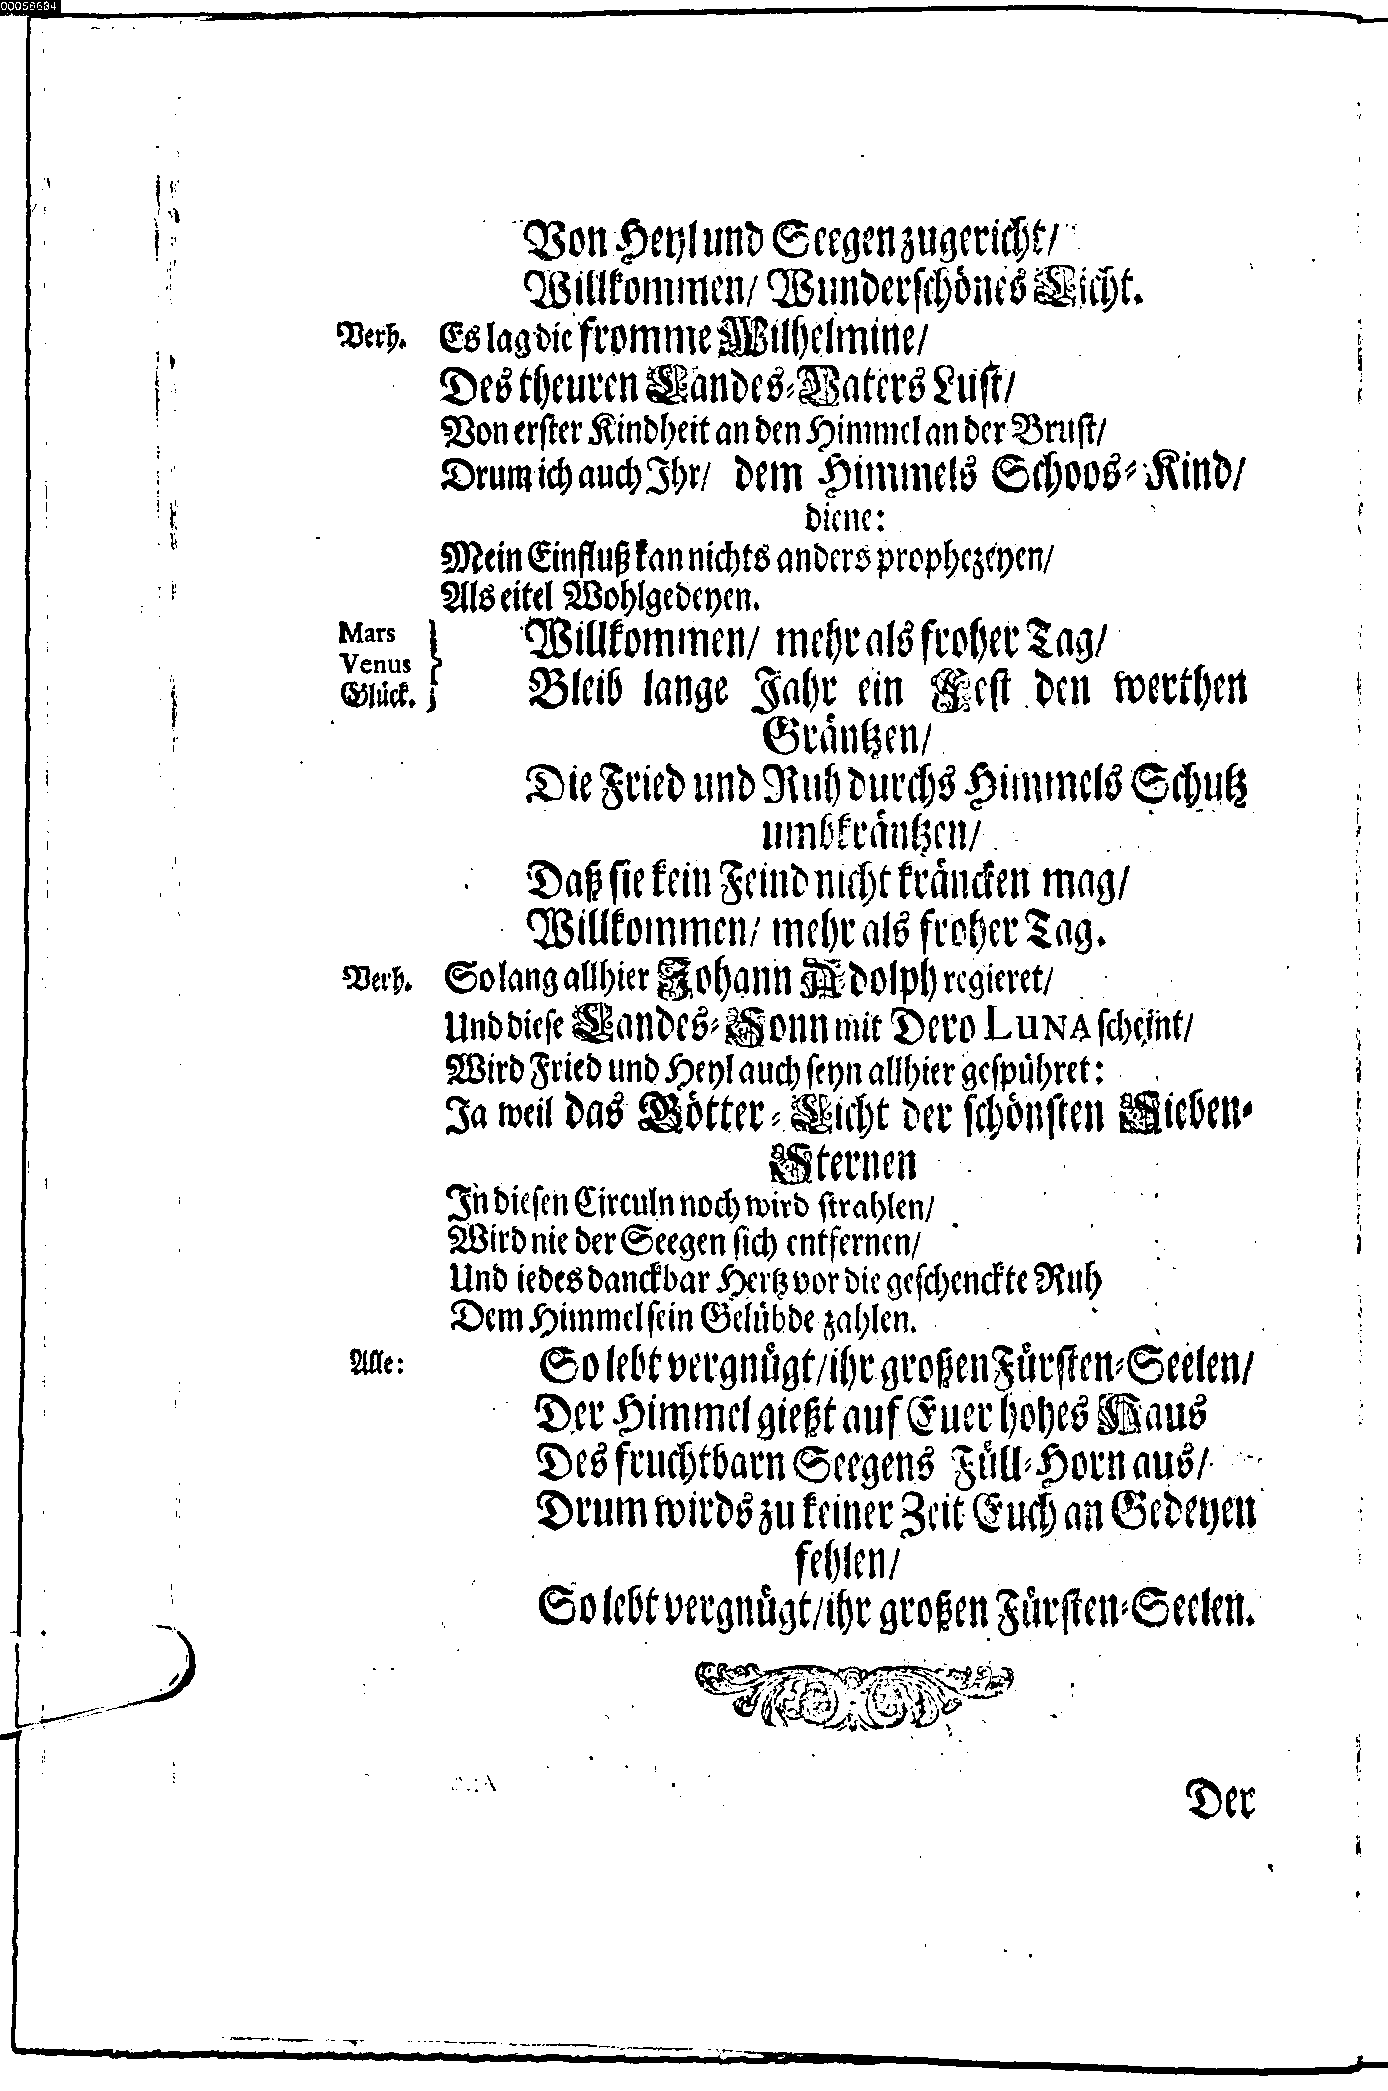 00056684
Von Heyl und Seegen zugericht/
Willkommen/ Wunderschönes Licht.
Verh. Es lag die fromme Wilhelmine/
Des theuren Landes-Vaters Lust/
Von erster Kindheit an den Himmel an der Brust/
Drum ich auch Ihr/ dem Himmels Schoos-Kind/
diene:
Mein Einfluß kan nichts anders prophezeyen/
Als eitel Wohlgedeyen.
Mars
Venus
Glück.
Willkommen/ mehr als froher Tag/
Bleib lange Jahr ein Fest den werthen
Gräntzen/
Die Fried und Ruh durchs Himmels Schutz
umbkräntzen/
Daß sie kein Feind nicht kräncken mag/
Willkommen/ mehr als froher Tag.
Verh. So lang allhier Johann Adolph regieret/
Und diese Landes-Sonn mit Dero LUNA scheint/
Wird Fried und Heyl auch seyn allhier gespühret:
Ja weil das Götter-Licht der schönsten Sieben-
Sternen
In diesen Circuln noch wird strahlen/
Wird nie der Seegen sich entfernen/
Und iedes danckbar Hertz vor die geschenckte Ruh
Dem Himmel sein Gelübde zahlen.
Alle: So lebt vergnügt/ ihr großen Fürsten-Seelen/
Der Himmel gießt auf Euer hohes Haus
Des fruchtbarn Seegens Füll-Horn aus/
Drum wirds zu keiner Zeit Euch an Gedeyen
fehlen/
So lebt vergnügt/ ihr großen Fürsten-Seelen.
Der